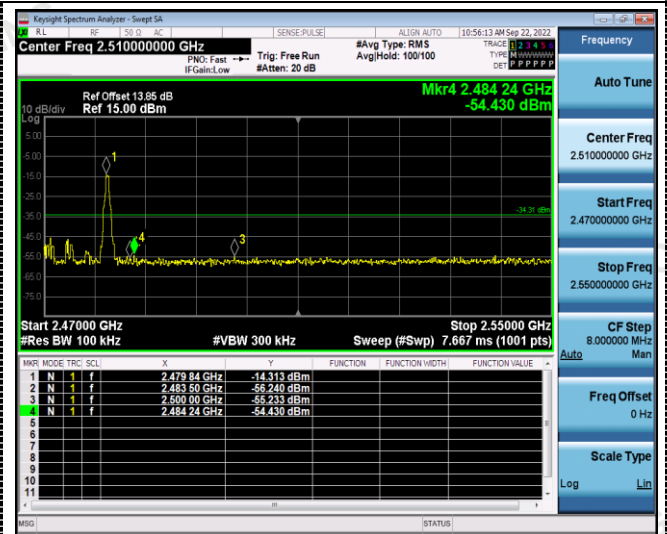 Keysight Spectrum Analyzer - Swept SA
RL RF 50 Ω AC SENSE:PULSE ALIGN AUTO 10:56:13 AM Sep 22, 2022
Center Freq 2.510000000 GHz
PNO: Fast Trig: Free Run
IFGain:Low #Atten: 20 dB
#Avg Type: RMS
Avg|Hold: 100/100
TRACE 1 2 3 4 5 6
TYPE M W W W W W
DET P P P P P P
Ref Offset 13.85 dB
10 dB/div Ref 15.00 dBm
Log
Mkr4 2.484 24 GHz
-54.430 dBm
5.00
-5.00
-15.0
-25.0
-35.0
-45.0
-55.0
-65.0
-75.0
1
4
3
-34.31 dBm
Start 2.47000 GHz Stop 2.55000 GHz
#Res BW 100 kHz #VBW 300 kHz Sweep (#Swp) 7.667 ms (1001 pts)
MKR MODE TRC SCL X Y FUNCTION FUNCTION WIDTH FUNCTION VALUE
1 N 1 f 2.479 84 GHz -14.313 dBm
2 N 1 f 2.483 50 GHz -56.240 dBm
3 N 1 f 2.500 00 GHz -55.233 dBm
4 N 1 f 2.484 24 GHz -54.430 dBm
5
6
7
8
9
10
11
MSG STATUS
Frequency
Auto Tune
Center Freq
2.510000000 GHz
Start Freq
2.470000000 GHz
Stop Freq
2.550000000 GHz
CF Step
8.000000 MHz
Auto Man
Freq Offset
0 Hz
Scale Type
Log Lin